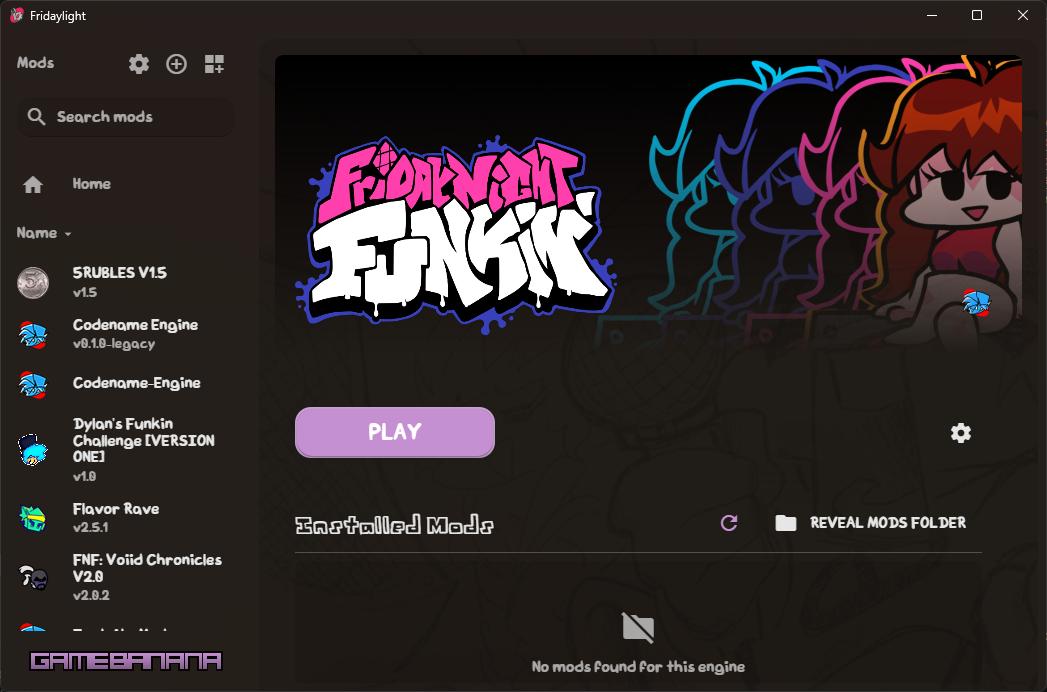 Fridaylight
Mods
Search mods
Home
Name
5RUBLES V1.5
v1.5
Codename Engine
v0.1.0-legacy
Codename-Engine
Dylan's Funkin
Challenge [VERSION
ONE]
v1.0
Flavor Rave
v2.5.1
FNF: Voiid Chronicles
V2.0
v2.0.2
GAMEBANANA
FRIDAY NIGHT
FUNKIN'
PLAY
Installed Mods
REVEAL MODS FOLDER
No mods found for this engine